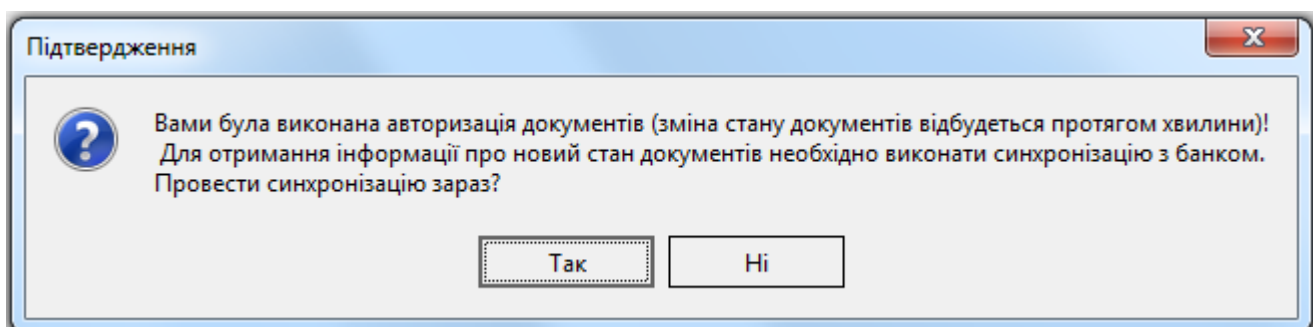 Підтвердження
Вами була виконана авторизація документів (зміна стану документів відбудеться протягом хвилини)!
Для отримання інформації про новий стан документів необхідно виконати синхронізацію з банком.
Провести синхронізацію зараз?
Так
Ні